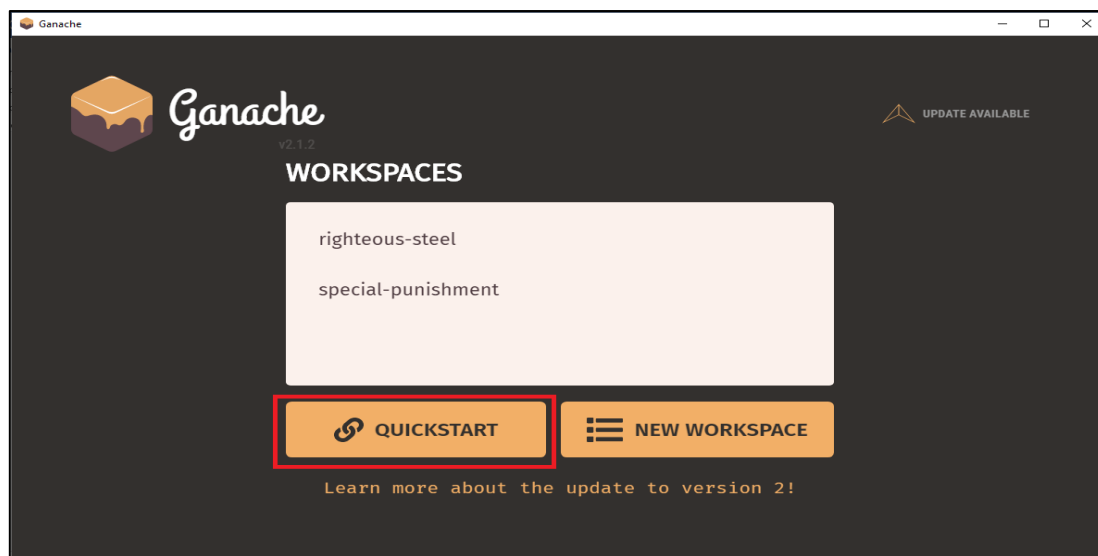 Ganache
Ganache
UPDATE AVAILABLE
v2.1.2
WORKSPACES
righteous-steel
special-punishment
QUICKSTART
NEW WORKSPACE
Learn more about the update to version 2!